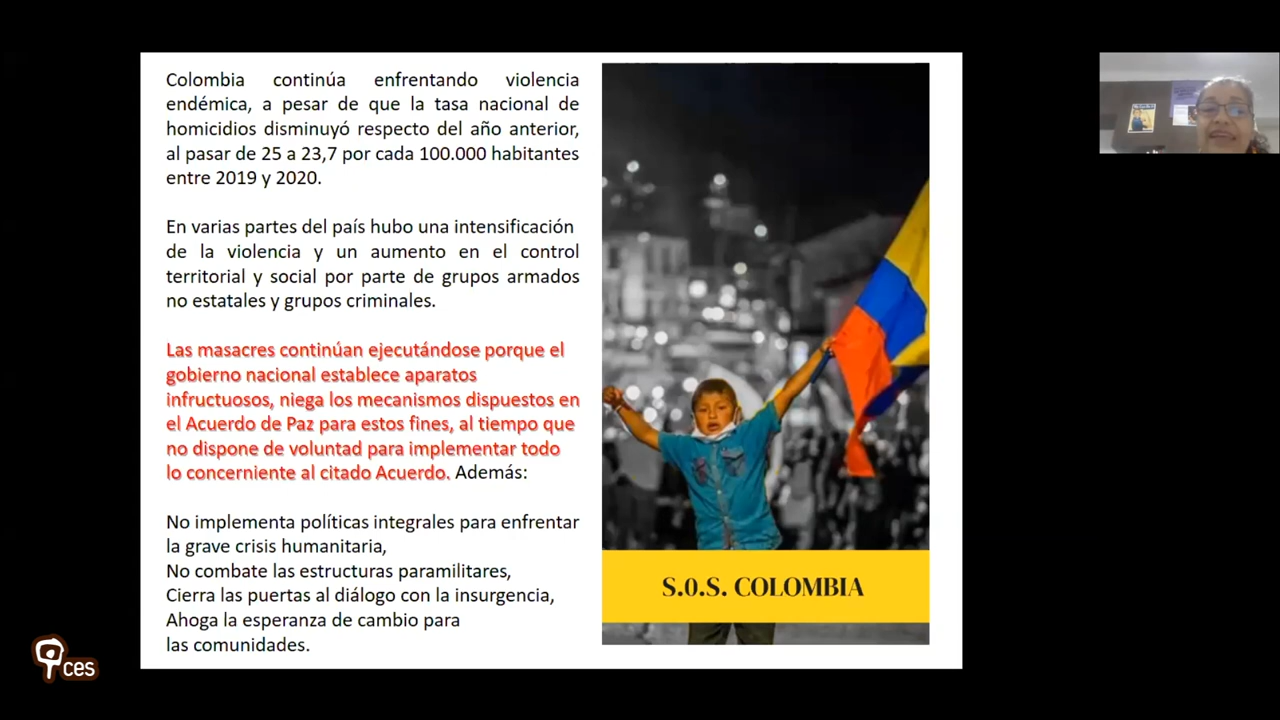 Colombia continúa enfrentando violencia
endémica, a pesar de que la tasa nacional de
homicidios disminuyó respecto del año anterior,
al pasar de 25 a 23,7 por cada 100.000 habitantes
entre 2019 y 2020.
En varias partes del país hubo una intensificación
de la violencia y un aumento en el control
territorial y social por parte de grupos armados
no estatales y grupos criminales.
Las masacres continúan ejecutándose porque el
gobierno nacional establece aparatos
infructuosos, niega los mecanismos dispuestos en
el Acuerdo de Paz para estos fines, al tiempo que
no dispone de voluntad para implementar todo
lo concerniente al citado Acuerdo. Además:
No implementa políticas integrales para enfrentar
la grave crisis humanitaria,
No combate las estructuras paramilitares,
Cierra las puertas al diálogo con la insurgencia,
Ahoga la esperanza de cambio para
las comunidades.
S.O.S. COLOMBIA
ces